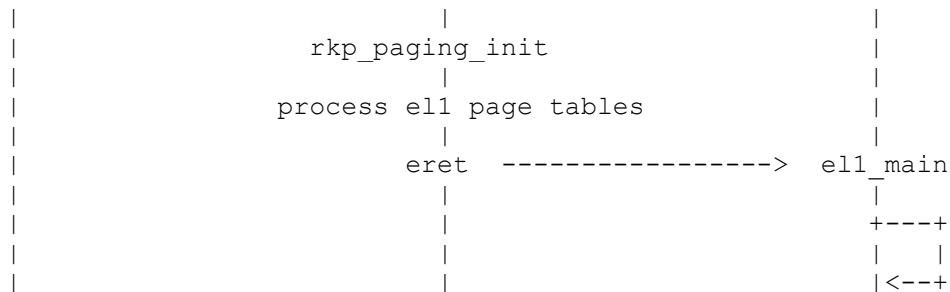 rkp_paging_init
process el1 page tables
eret -----------------> el1_main
+---+
<--+